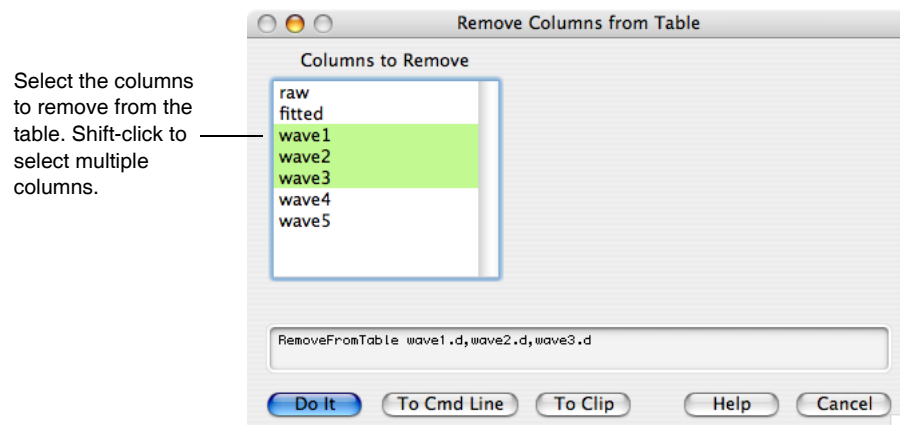 Remove Columns from Table
Columns to Remove
Select the columns
to remove from the
table. Shift-click to
select multiple
columns.
raw
fitted
wave1
wave2
wave3
wave4
wave5
RemoveFromTable wave1.d,wave2.d,wave3.d
Do It
To Cmd Line
To Clip
Help
Cancel